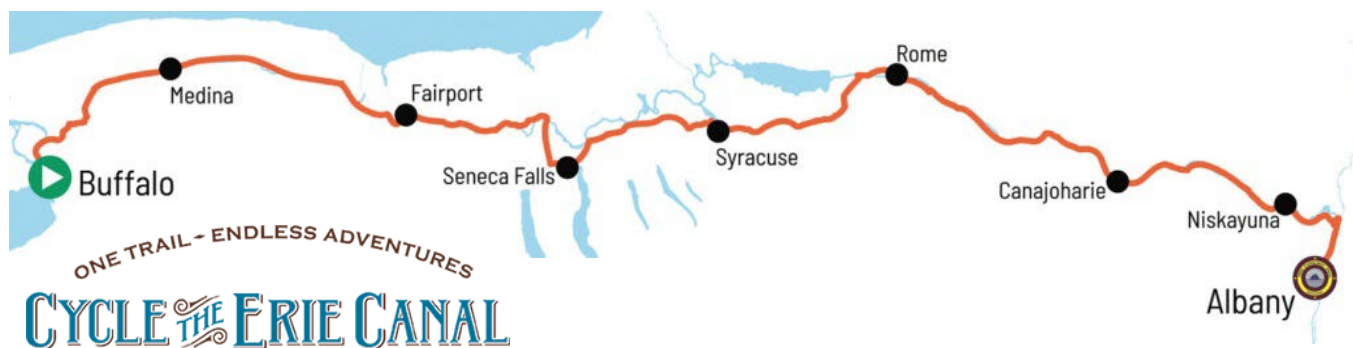 Rome
Medina
Fairport
Syracuse
Seneca Falls
Buffalo
Canajoharie
Niskayuna
Albany
ONE TRAIL - ENDLESS ADVENTURES
CYCLE THE ERIE CANAL